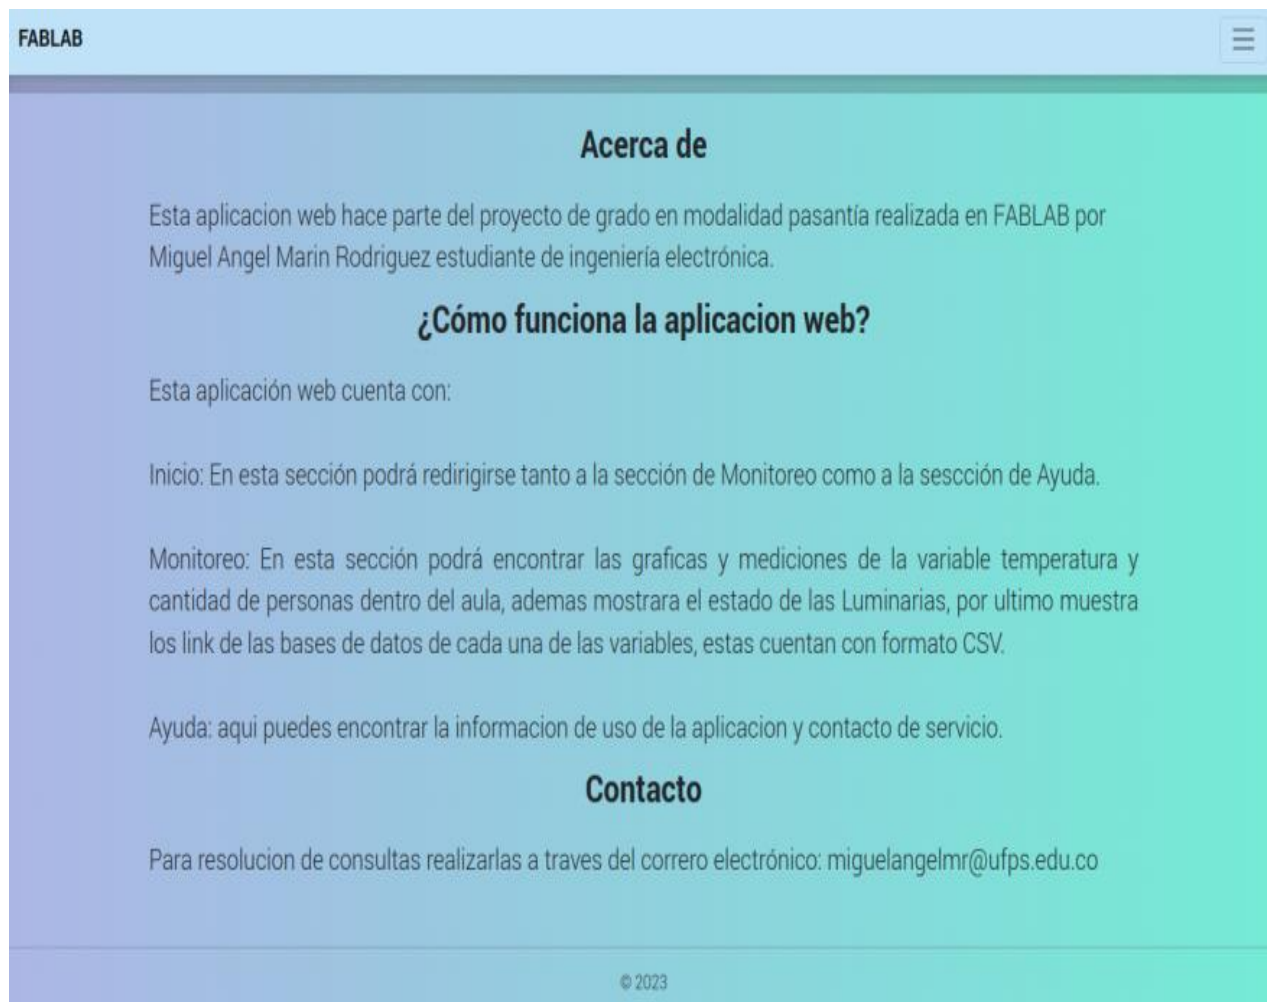 FABLAB
Acerca de
Esta aplicacion web hace parte del proyecto de grado en modalidad pasantía realizada en FABLAB por
Miguel Angel Marin Rodriguez estudiante de ingeniería electrónica.
¿Cómo funciona la aplicacion web?
Esta aplicación web cuenta con:
Inicio: En esta sección podrá redirigirse tanto a la sección de Monitoreo como a la sescción de Ayuda.
Monitoreo: En esta sección podrá encontrar las graficas y mediciones de la variable temperatura y
cantidad de personas dentro del aula, ademas mostrara el estado de las Luminarias, por ultimo muestra
los link de las bases de datos de cada una de las variables, estas cuentan con formato CSV.
Ayuda: aqui puedes encontrar la informacion de uso de la aplicacion y contacto de servicio.
Contacto
Para resolucion de consultas realizarlas a traves del correro electrónico: miguelangelmr@ufps.edu.co
© 2023